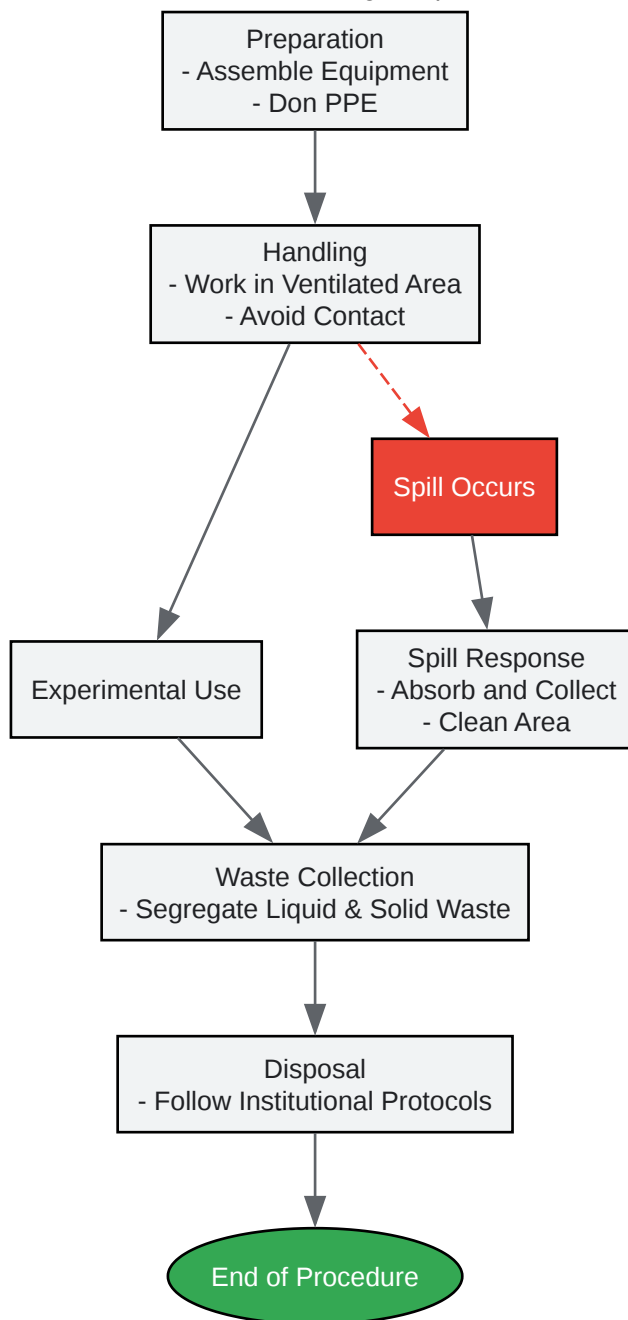 Preparation
- Assemble Equipment
- Don PPE
Handling
- Work in Ventilated Area
- Avoid Contact
Spill Occurs
Experimental Use
Spill Response
- Absorb and Collect
- Clean Area
Waste Collection
- Segregate Liquid & Solid Waste
Disposal
- Follow Institutional Protocols
End of Procedure